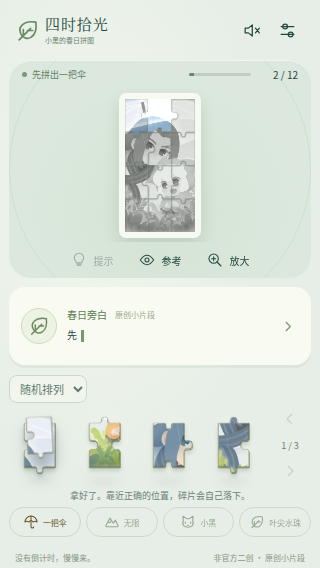 四时拾光
小黑的春日拼图
先拼出一把伞
2 / 12
提示 参考 放大
春日旁白 原创小片段
先
随机排列
1 / 3
拿好了。靠近正确的位置，碎片会自己落下。
一把伞 无限 小黑 叶尖水珠
没有倒计时，慢慢来。 非官方二创 · 原创小片段